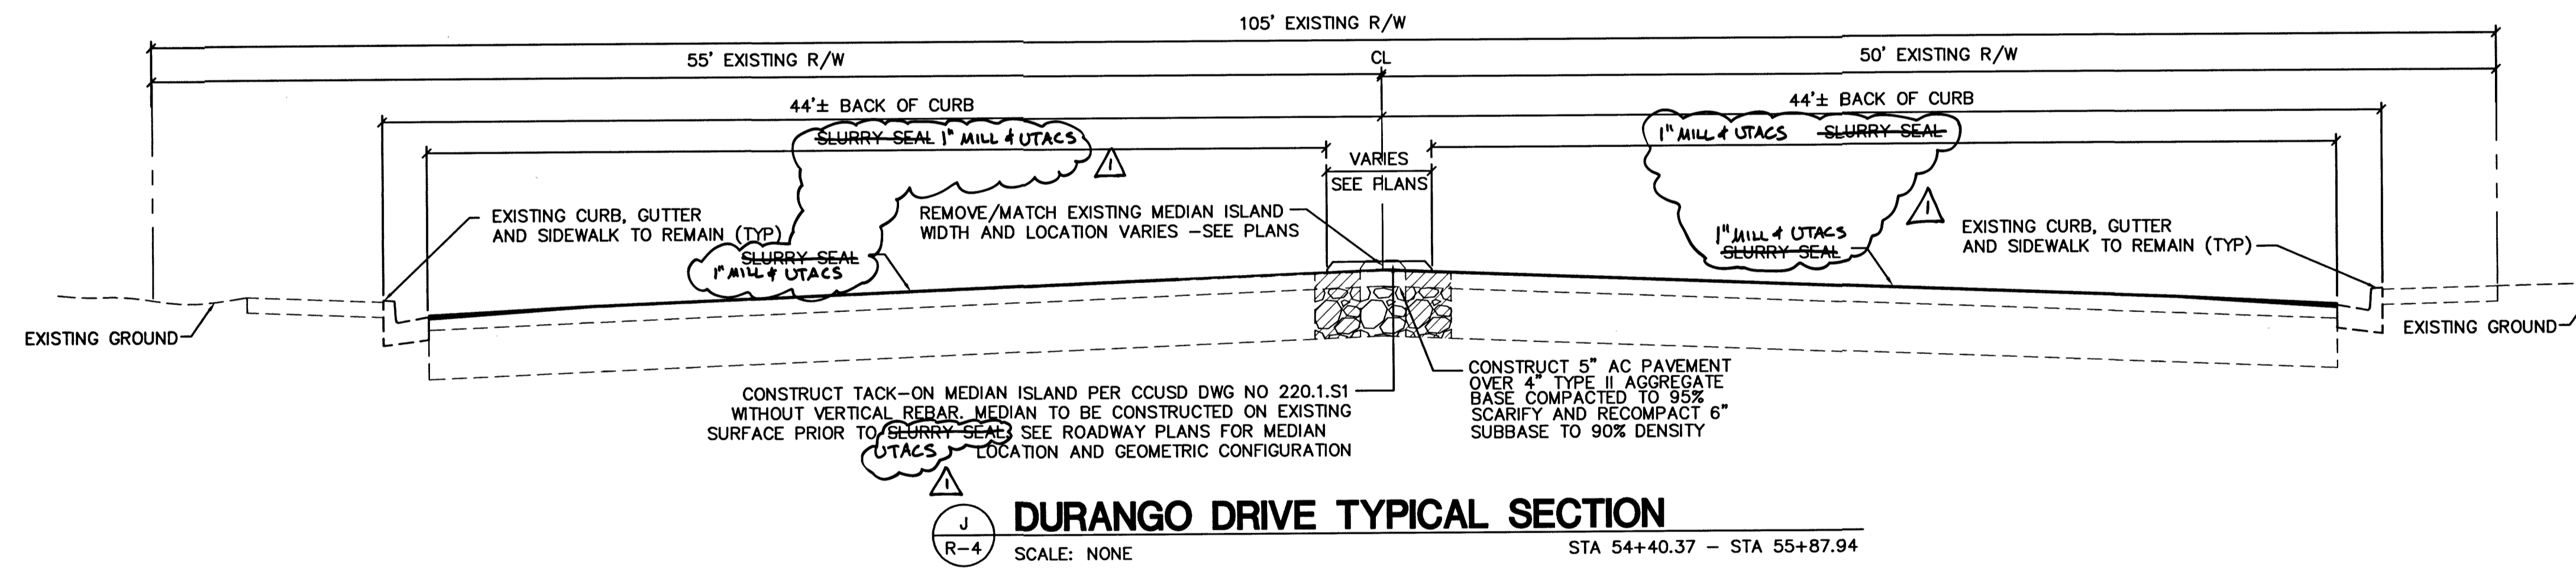 105' EXISTING R/W
55' EXISTING R/W
CL
50' EXISTING R/W
44'± BACK OF CURB
44'± BACK OF CURB
SLURRY SEAL 1" MILL & UTACS
1" MILL & UTACS SLURRY SEAL
1
VARIES
SEE PLANS
EXISTING CURB, GUTTER
AND SIDEWALK TO REMAIN (TYP)
REMOVE/MATCH EXISTING MEDIAN ISLAND
WIDTH AND LOCATION VARIES -SEE PLANS
1
EXISTING CURB, GUTTER
AND SIDEWALK TO REMAIN (TYP)
SLURRY SEAL
1" MILL & UTACS
1" MILL & UTACS
SLURRY SEAL
EXISTING GROUND
EXISTING GROUND
CONSTRUCT TACK-ON MEDIAN ISLAND PER CCUSD DWG NO 220.1.S1
WITHOUT VERTICAL REBAR. MEDIAN TO BE CONSTRUCTED ON EXISTING
SURFACE PRIOR TO SLURRY SEAL. SEE ROADWAY PLANS FOR MEDIAN
UTACS LOCATION AND GEOMETRIC CONFIGURATION
1
CONSTRUCT 5" AC PAVEMENT
OVER 4" TYPE II AGGREGATE
BASE COMPACTED TO 95%
SCARIFY AND RECOMPACT 6"
SUBBASE TO 90% DENSITY
J
R-4
DURANGO DRIVE TYPICAL SECTION
SCALE: NONE
STA 54+40.37 - STA 55+87.94